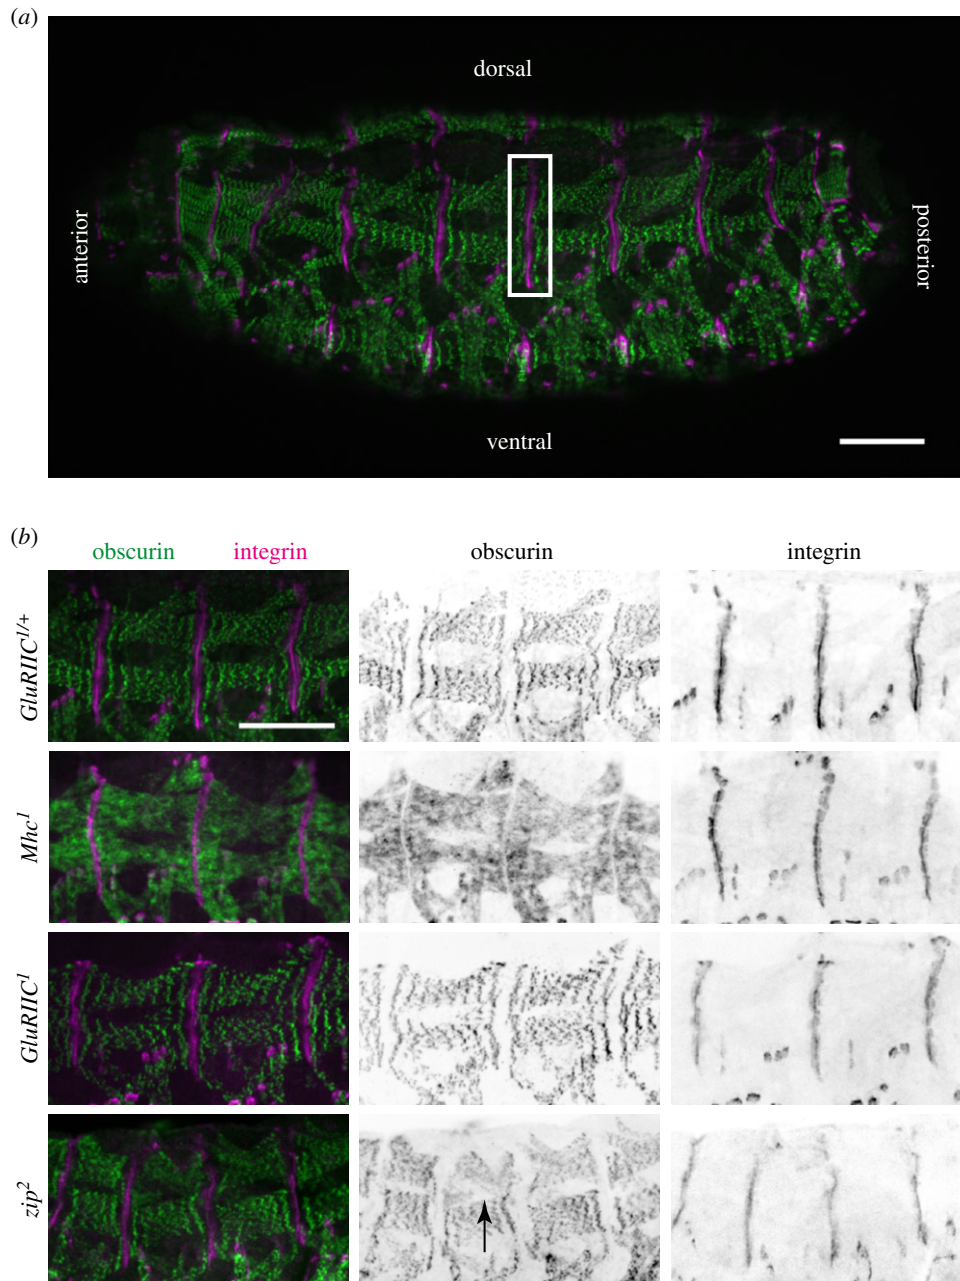 (a)
dorsal
anterior
posterior
ventral
(b)
obscurin integrin obscurin integrin
GluRIIC1/+
Mhc1
GluRIIC1
zip2